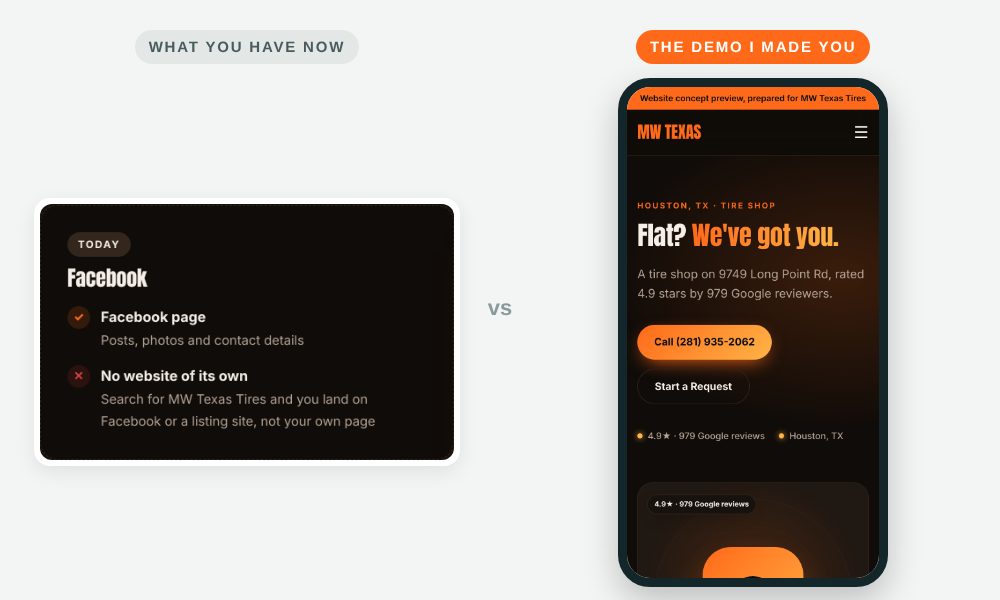 WHAT YOU HAVE NOW
TODAY
Facebook
Facebook page
Posts, photos and contact details
No website of its own
Search for MW Texas Tires and you land on
Facebook or a listing site, not your own page
vs
THE DEMO I MADE YOU
Website concept preview, prepared for MW Texas Tires
MW TEXAS
HOUSTON, TX · TIRE SHOP
Flat? We've got you.
A tire shop on 9749 Long Point Rd, rated
4.9 stars by 979 Google reviewers.
Call (281) 935-2062
Start a Request
4.9★ · 979 Google reviews
Houston, TX
4.9★ · 979 Google reviews